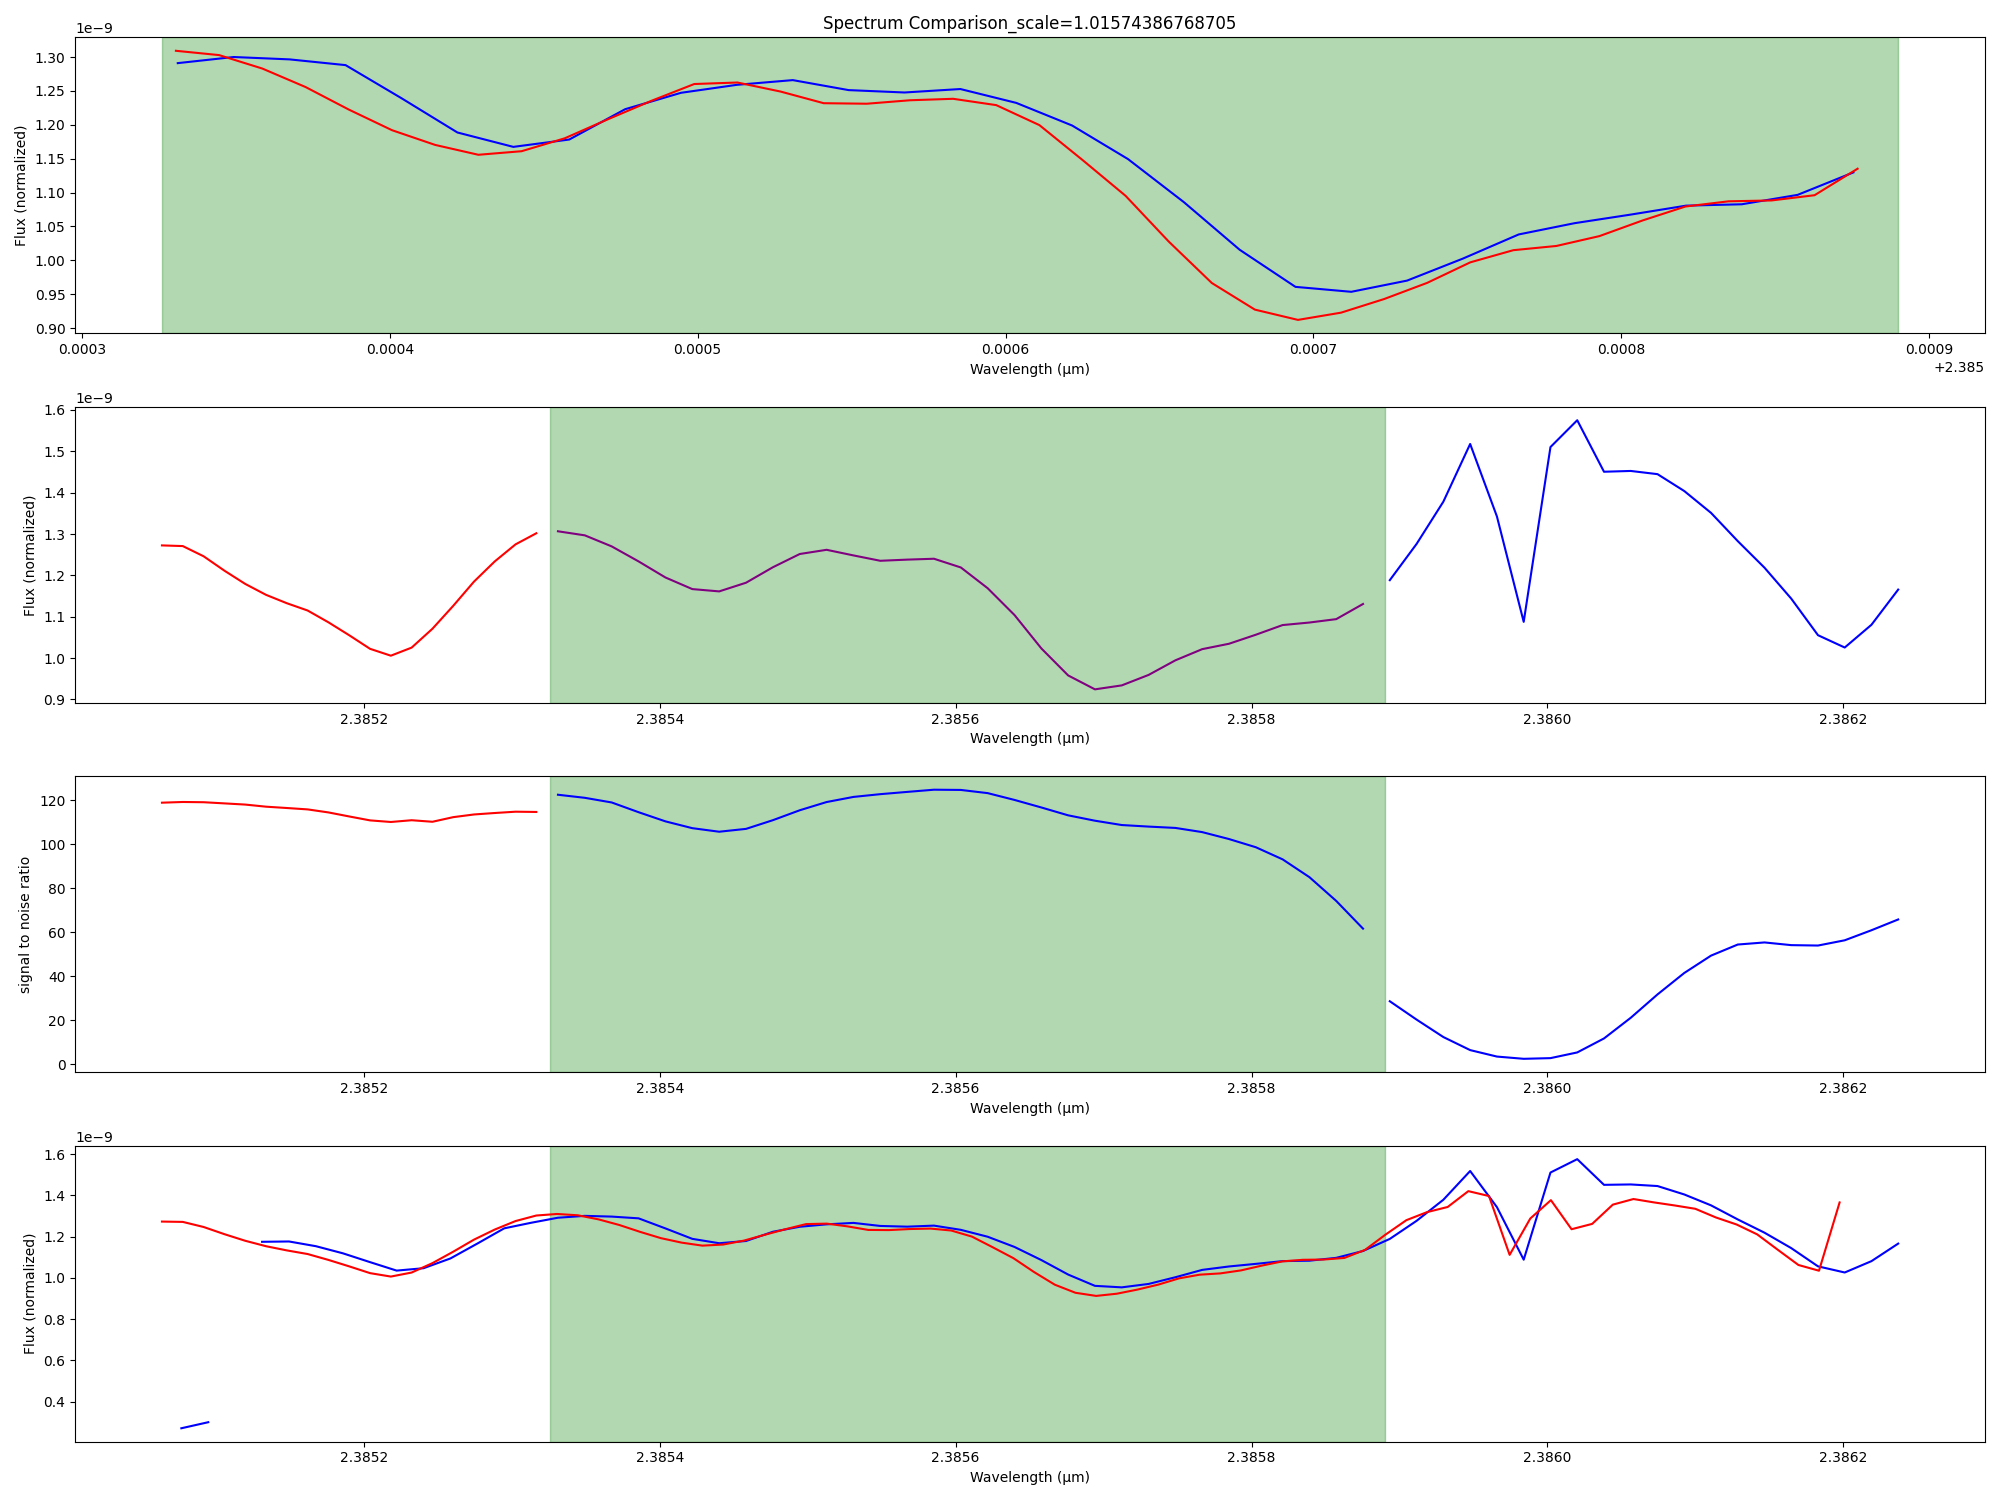 Spectrum Comparison_scale=1.01574386768705
1e−9
1.30
1.25
1.20
1.15
1.10
1.05
1.00
0.95
0.90
Flux (normalized)
0.0003 0.0004 0.0005 0.0006 0.0007 0.0008 0.0009
+2.385
Wavelength (μm)
1e−9
1.6
1.5
1.4
1.3
1.2
1.1
1.0
0.9
Flux (normalized)
2.3852 2.3854 2.3856 2.3858 2.3860 2.3862
Wavelength (μm)
120
100
80
60
40
20
0
signal to noise ratio
2.3852 2.3854 2.3856 2.3858 2.3860 2.3862
Wavelength (μm)
1e−9
1.6
1.4
1.2
1.0
0.8
0.6
0.4
Flux (normalized)
2.3852 2.3854 2.3856 2.3858 2.3860 2.3862
Wavelength (μm)